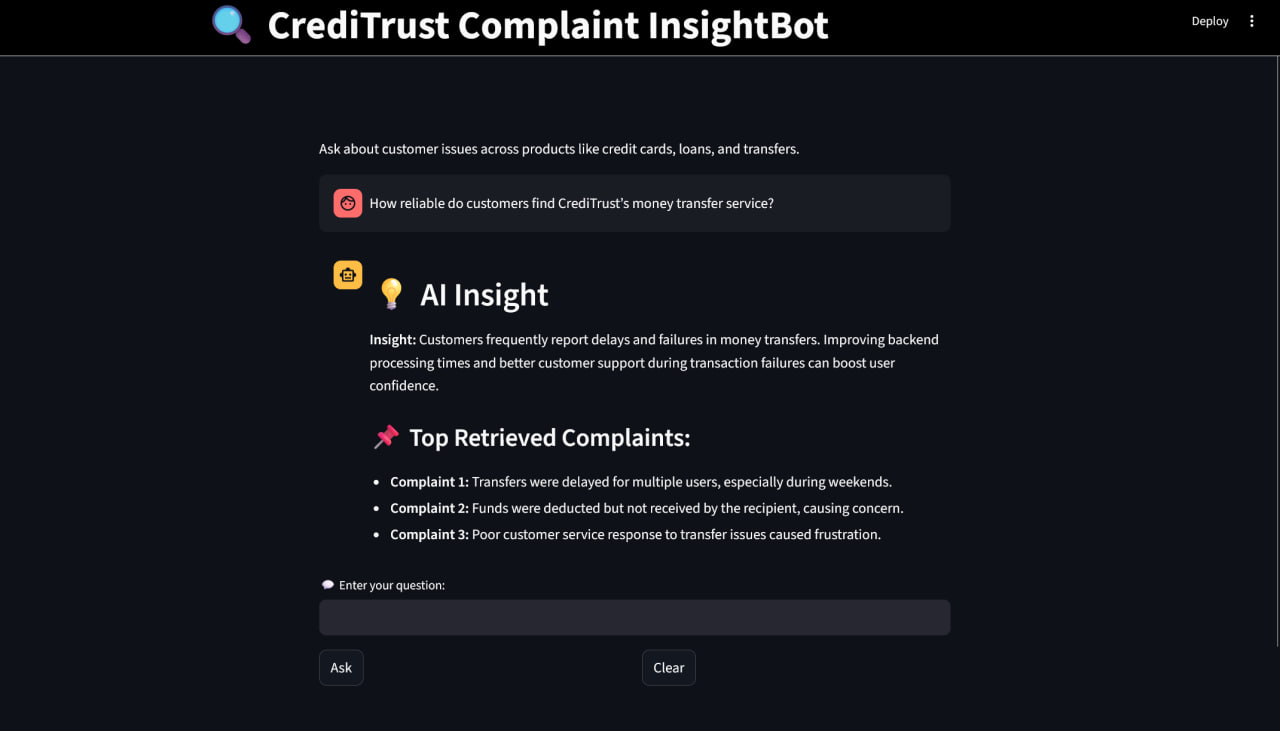 CrediTrust Complaint InsightBot
Deploy
Ask about customer issues across products like credit cards, loans, and transfers.
How reliable do customers find CrediTrust’s money transfer service?
AI Insight
Insight: Customers frequently report delays and failures in money transfers. Improving backend
processing times and better customer support during transaction failures can boost user
confidence.
Top Retrieved Complaints:
• Complaint 1: Transfers were delayed for multiple users, especially during weekends.
• Complaint 2: Funds were deducted but not received by the recipient, causing concern.
• Complaint 3: Poor customer service response to transfer issues caused frustration.
Enter your question:
Ask
Clear